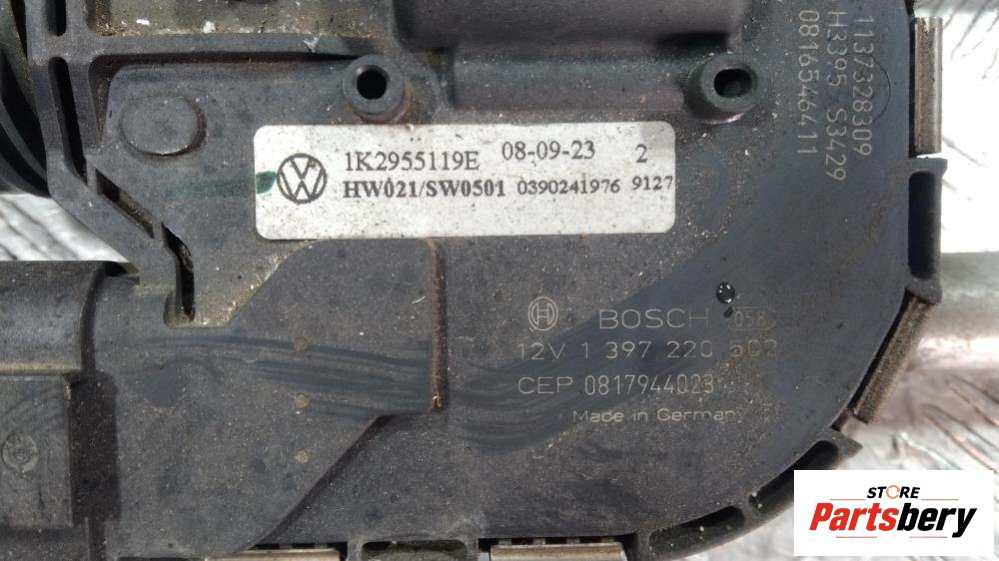 1K2955119E 08-09-23 2
HW021/SW0501 0390241976 9127
1137328309
H3395 S3429
0816546411
BOSCH
12V 1 397 220 502
CEP 0817944023
Made in Germany
STORE
Partsbery